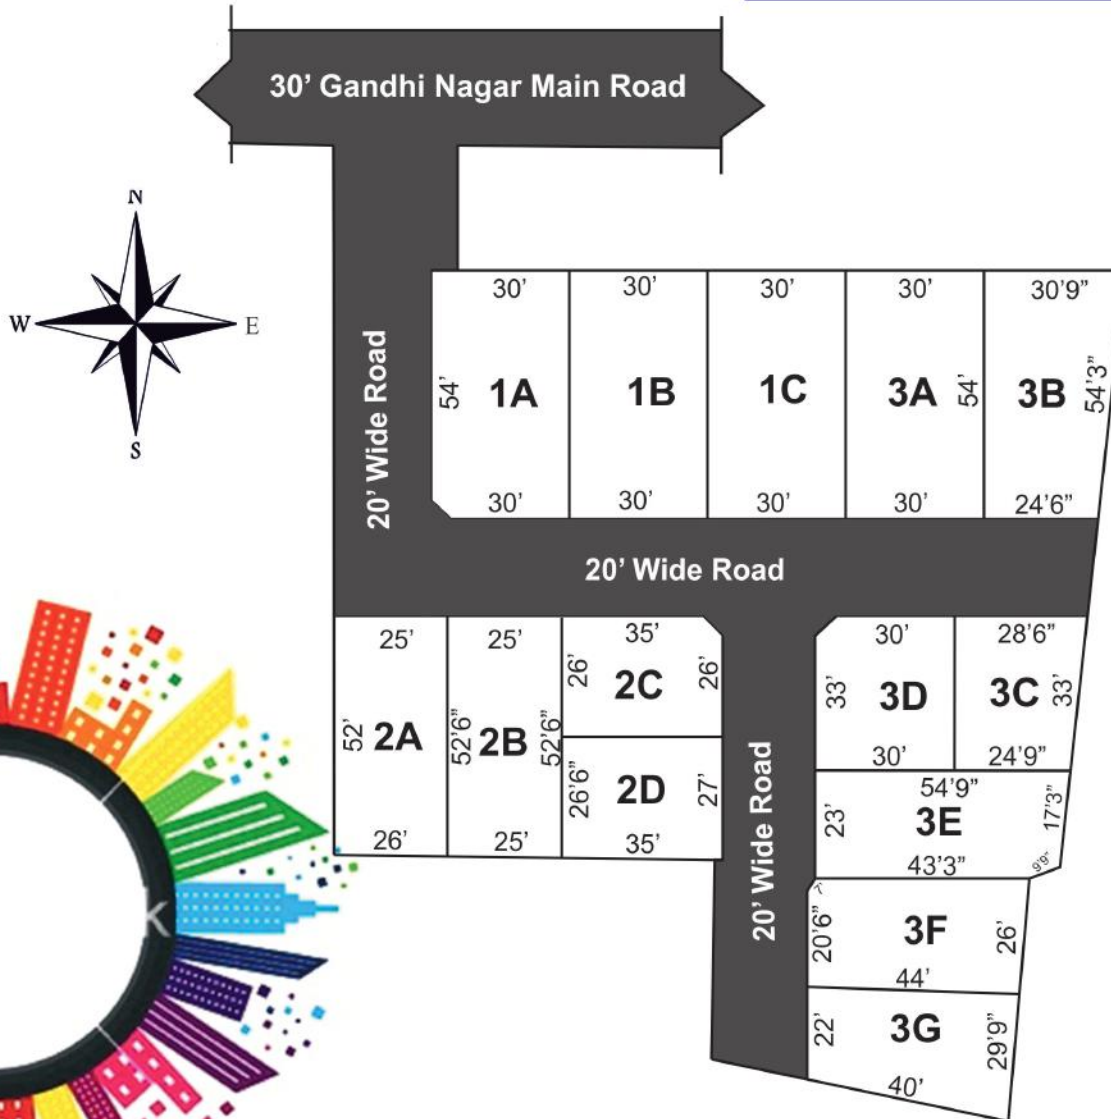 30' Gandhi Nagar Main Road
N
W
E
S
20' Wide Road
30'
30'
30'
30'
30'9"
54'
1A
1B
1C
3A
54'
3B
54'3"
30'
30'
30'
30'
24'6"
20' Wide Road
25'
25'
35'
30'
28'6"
52'
2A
52'6"
2B
52'6"
26'
2C
26'
33'
3D
3C
33'
30'
24'9"
26'6"
2D
27'
26'
25'
35'
20' Wide Road
54'9"
23'
3E
17'3"
43'3"
9'9"
7'
20'6"
3F
26'
44'
22'
3G
29'9"
40'
K